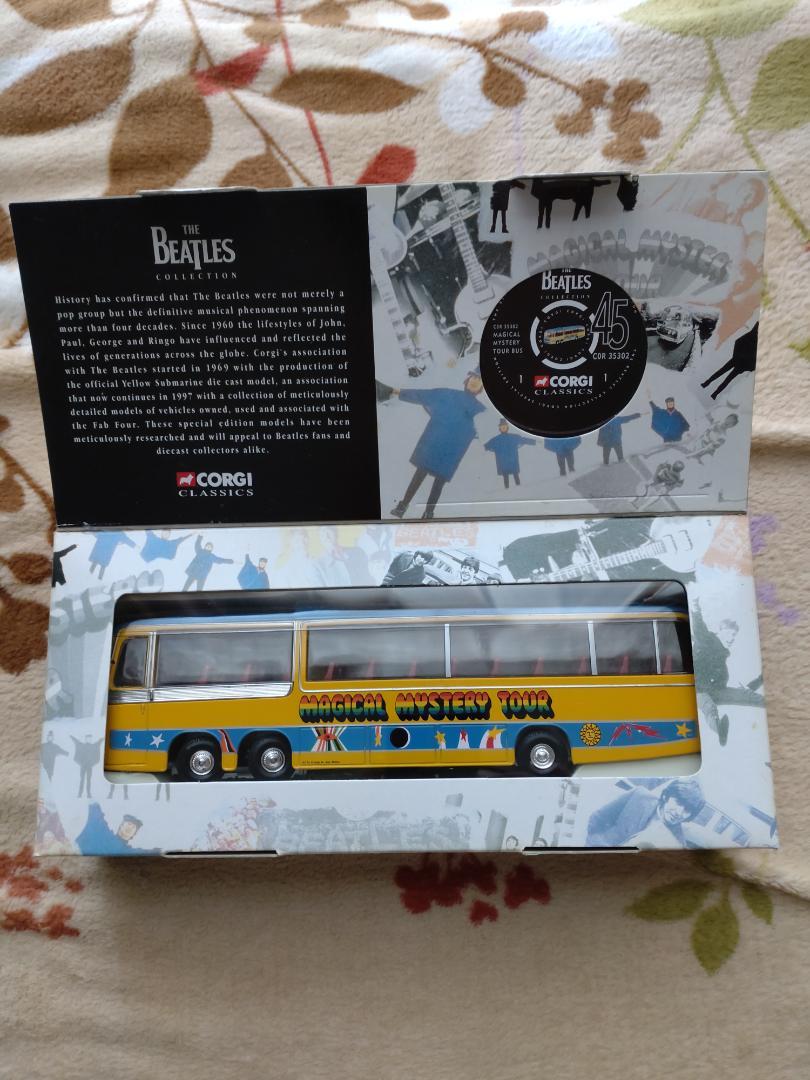 THE
BEATLES
COLLECTION
History has confirmed that The Beatles were not merely a
pop group but the definitive musical phenomenon spanning
more than four decades. Since 1960 the lifestyles of John,
Paul, George and Ringo have influenced and reflected the
lives of generations across the globe. Corgi's association
with The Beatles started in 1969 with the production of
the official Yellow Submarine die cast model, an association
that now continues in 1997 with a collection of meticulously
detailed models of vehicles owned, used and associated with
the Fab Four. These special edition models have been
meticulously researched and will appeal to Beatles fans and
diecast collectors alike.
CORGI
CLASSICS
MAGICAL MYSTERY
THE
BEATLES
COLLECTION
COR 35302
MAGICAL
MYSTERY
TOUR BUS
45
COR 35302
1
1
CORGI
CLASSICS
BEATLES
MAGICAL MYSTERY TOUR
BEATLES